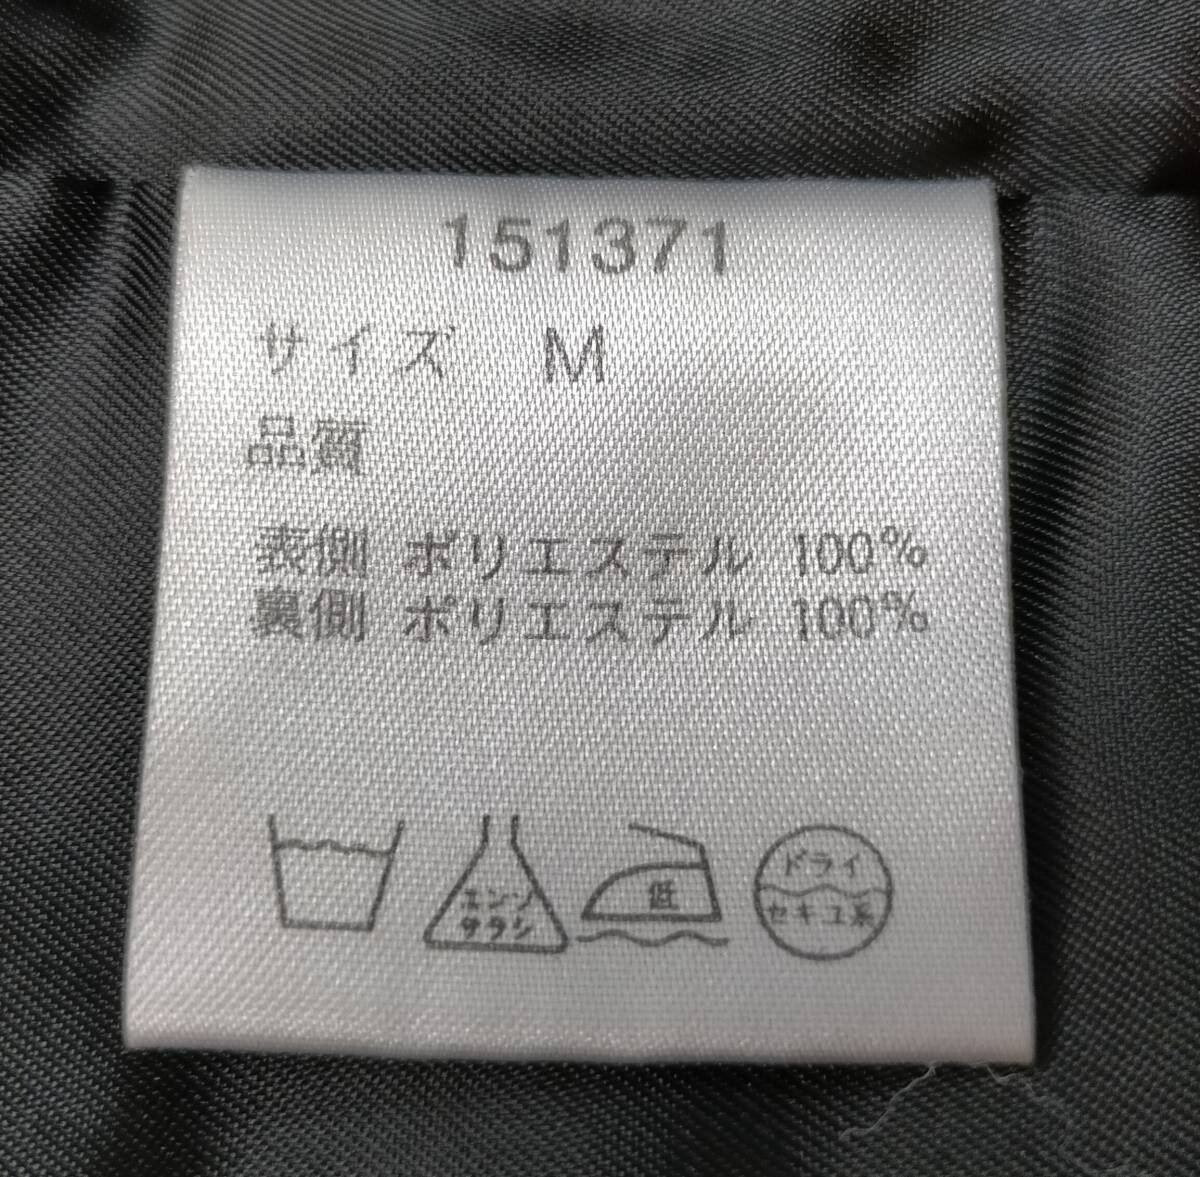 151371
サイズ M
品質
表側 ポリエステル 100%
裏側 ポリエステル 100%
エンソ
サラシ
低
ドライ
セキユ系